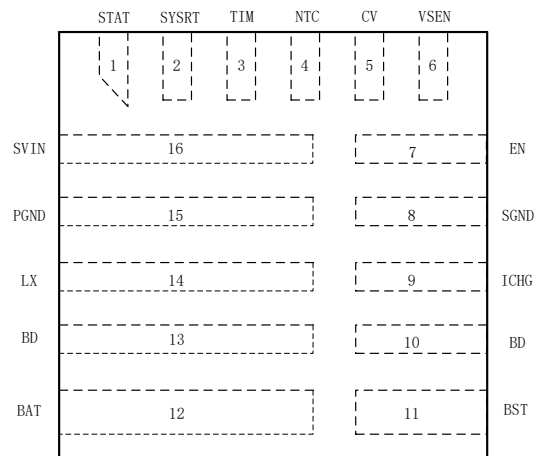 STAT SYSRT TIM NTC CV VSEN
1 2 3 4 5 6
SVIN 16 7 EN
PGND 15 8 SGND
LX 14 9 ICHG
BD 13 10 BD
BAT 12 11 BST